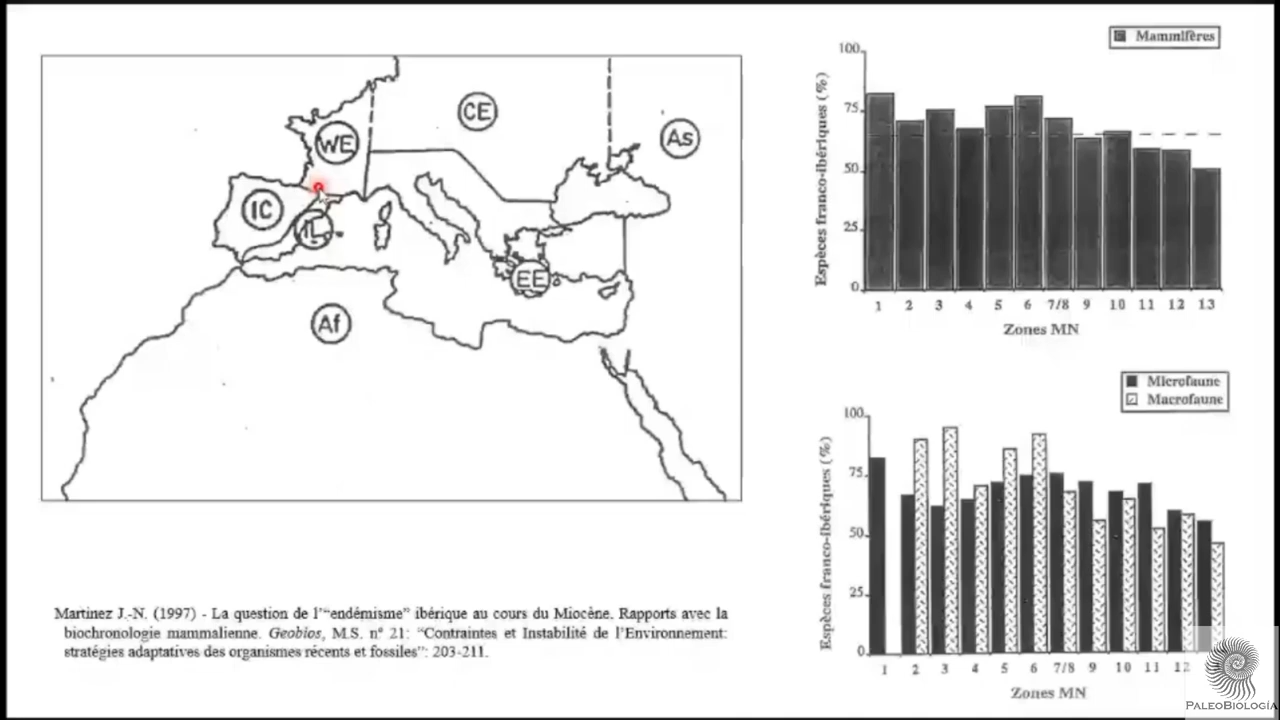 WE
CE
As
IC
IL
EE
Af
Martinez J.-N. (1997) - La question de l'“endémisme” ibérique au cours du Miocène. Rapports avec la
biochronologie mammalienne. Geobios, M.S. n° 21: “Contraintes et Instabilité de l'Environnement:
stratégies adaptatives des organismes récents et fossiles”: 203-211.
Mammifères
Espèces franco-ibériques (%)
100
75
50
25
0
1 2 3 4 5 6 7/8 9 10 11 12 13
Zones MN
Microfaune
Macrofaune
Espèces franco-ibériques (%)
100
75
50
25
0
1 2 3 4 5 6 7/8 9 10 11 12
Zones MN
PALEOBIOLOGÍA